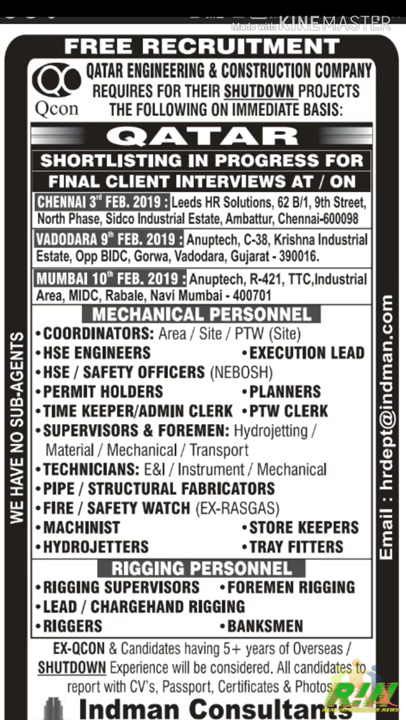 Made with KINEMASTER
FREE RECRUITMENT
QATAR ENGINEERING & CONSTRUCTION COMPANY
REQUIRES FOR THEIR SHUTDOWN PROJECTS
Qcon THE FOLLOWING ON IMMEDIATE BASIS:
QATAR
SHORTLISTING IN PROGRESS FOR
FINAL CLIENT INTERVIEWS AT / ON
CHENNAI 3rd FEB. 2019 : Leeds HR Solutions, 62 B/1, 9th Street,
North Phase, Sidco Industrial Estate, Ambattur, Chennai-600098
VADODARA 9th FEB. 2019 : Anuptech, C-38, Krishna Industrial
Estate, Opp BIDC, Gorwa, Vadodara, Gujarat - 390016.
MUMBAI 10th FEB. 2019 : Anuptech, R-421, TTC,Industrial
Area, MIDC, Rabale, Navi Mumbai - 400701
MECHANICAL PERSONNEL
•COORDINATORS: Area / Site / PTW (Site)
•HSE ENGINEERS •EXECUTION LEAD
•HSE / SAFETY OFFICERS (NEBOSH)
•PERMIT HOLDERS •PLANNERS
•TIME KEEPER/ADMIN CLERK •PTW CLERK
•SUPERVISORS & FOREMEN: Hydrojetting /
Material / Mechanical / Transport
•TECHNICIANS: E&I / Instrument / Mechanical
•PIPE / STRUCTURAL FABRICATORS
•FIRE / SAFETY WATCH (EX-RASGAS)
•MACHINIST •STORE KEEPERS
•HYDROJETTERS •TRAY FITTERS
RIGGING PERSONNEL
•RIGGING SUPERVISORS •FOREMEN RIGGING
•LEAD / CHARGEHAND RIGGING
•RIGGERS •BANKSMEN
WE HAVE NO SUB-AGENTS
Email : hrdept@indman.com
EX-QCON & Candidates having 5+ years of Overseas /
SHUTDOWN Experience will be considered. All candidates to
report with CV's, Passport, Certificates & Photos
Indman Consultants